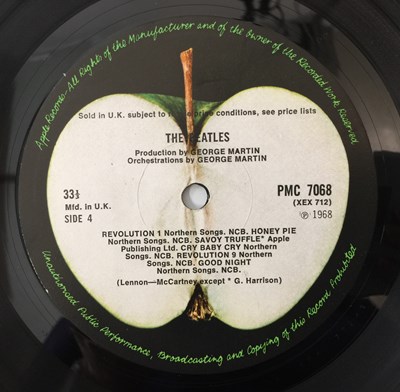 Apple Records—All Rights of the Manufacturer and of the Owner of the Recorded Work Reserved
Sold in U.K. subject to resale price conditions, see price lists
THE BEATLES
Production by GEORGE MARTIN
Orchestrations by GEORGE MARTIN
33⅓
Mfd. In U.K.
SIDE 4
PMC 7068
(XEX 712)
℗ 1968
REVOLUTION 1 Northern Songs. NCB. HONEY PIE
Northern Songs. NCB. SAVOY TRUFFLE* Apple
Publishing Ltd. CRY BABY CRY Northern
Songs. NCB. REVOLUTION 9 Northern
Songs. NCB. GOOD NIGHT
Northern Songs. NCB.
(Lennon—McCartney except * G. Harrison)
Unauthorised Public Performance, Broadcasting and Copying of this Record Prohibited